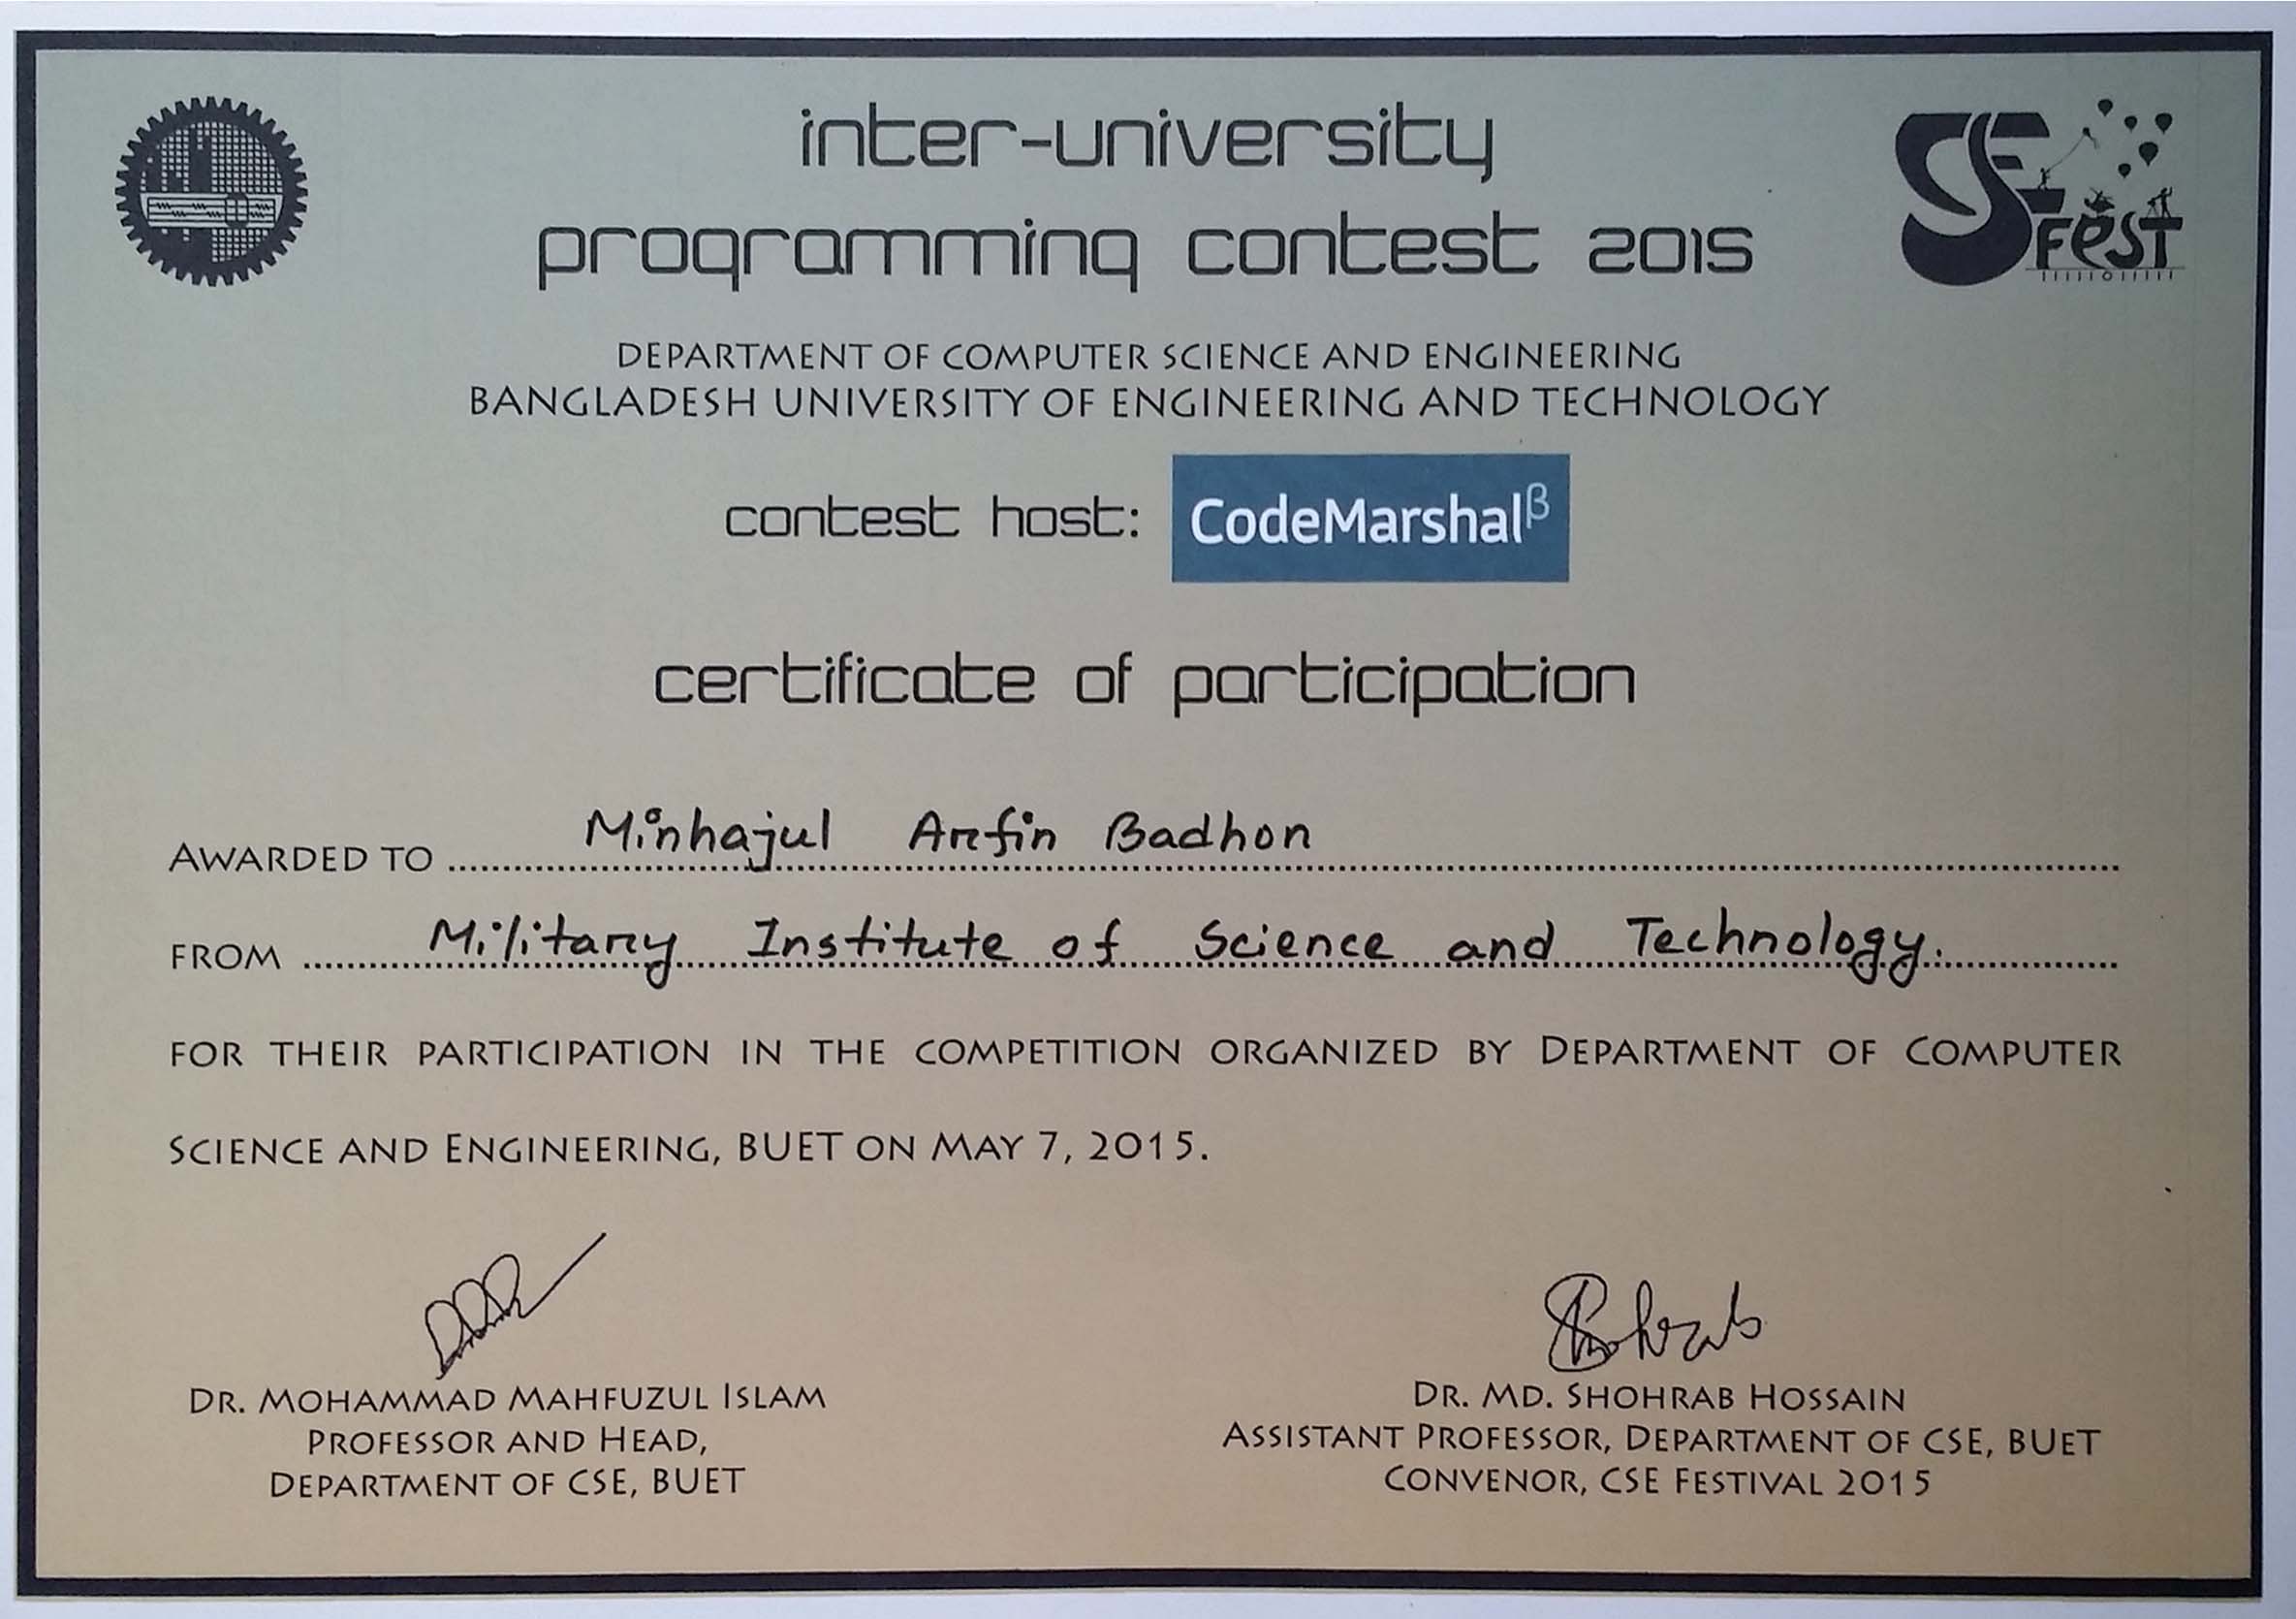 inter-university
programming contest 2015
CSE FEST
DEPARTMENT OF COMPUTER SCIENCE AND ENGINEERING
BANGLADESH UNIVERSITY OF ENGINEERING AND TECHNOLOGY
contest host: CodeMarshalβ
certificate of participation
AWARDED TO Minhajul Arefin Badhon
FROM Military Institute of Science and Technology.
FOR THEIR PARTICIPATION IN THE COMPETITION ORGANIZED BY DEPARTMENT OF COMPUTER
SCIENCE AND ENGINEERING, BUET ON MAY 7, 2015.
Shohrab
DR. MOHAMMAD MAHFUZUL ISLAM
PROFESSOR AND HEAD,
DEPARTMENT OF CSE, BUET
DR. MD. SHOHRAB HOSSAIN
ASSISTANT PROFESSOR, DEPARTMENT OF CSE, BUET
CONVENOR, CSE FESTIVAL 2015